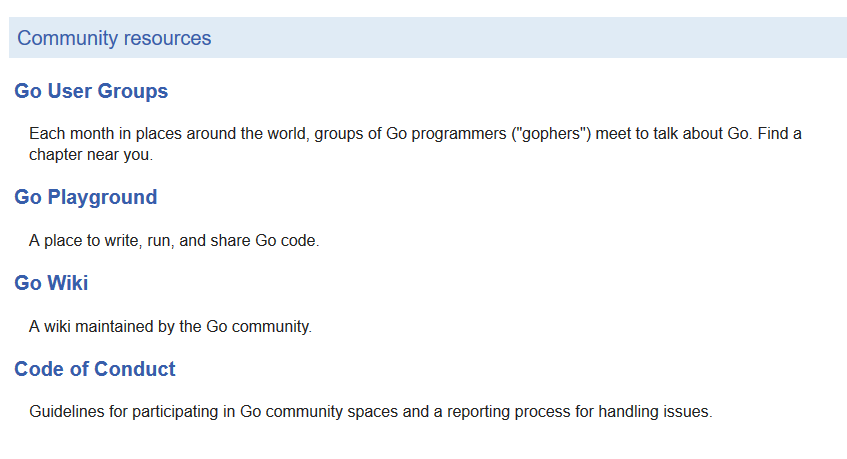 Community resources
Go User Groups
Each month in places around the world, groups of Go programmers ("gophers") meet to talk about Go. Find a
chapter near you.
Go Playground
A place to write, run, and share Go code.
Go Wiki
A wiki maintained by the Go community.
Code of Conduct
Guidelines for participating in Go community spaces and a reporting process for handling issues.